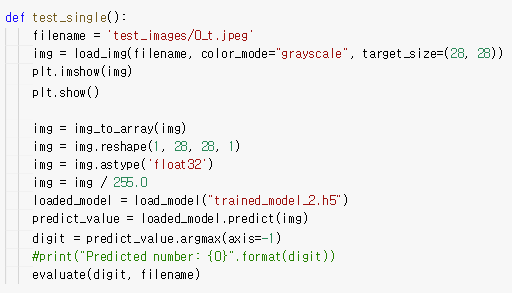 def test_single():
    filename = 'test_images/0_t.jpeg'
    img = load_img(filename, color_mode="grayscale", target_size=(28, 28))
    plt.imshow(img)
    plt.show()

    img = img_to_array(img)
    img = img.reshape(1, 28, 28, 1)
    img = img.astype('float32')
    img = img / 255.0
    loaded_model = load_model("trained_model_2.h5")
    predict_value = loaded_model.predict(img)
    digit = predict_value.argmax(axis=-1)
    #print("Predicted number: {0}".format(digit))
    evaluate(digit, filename)